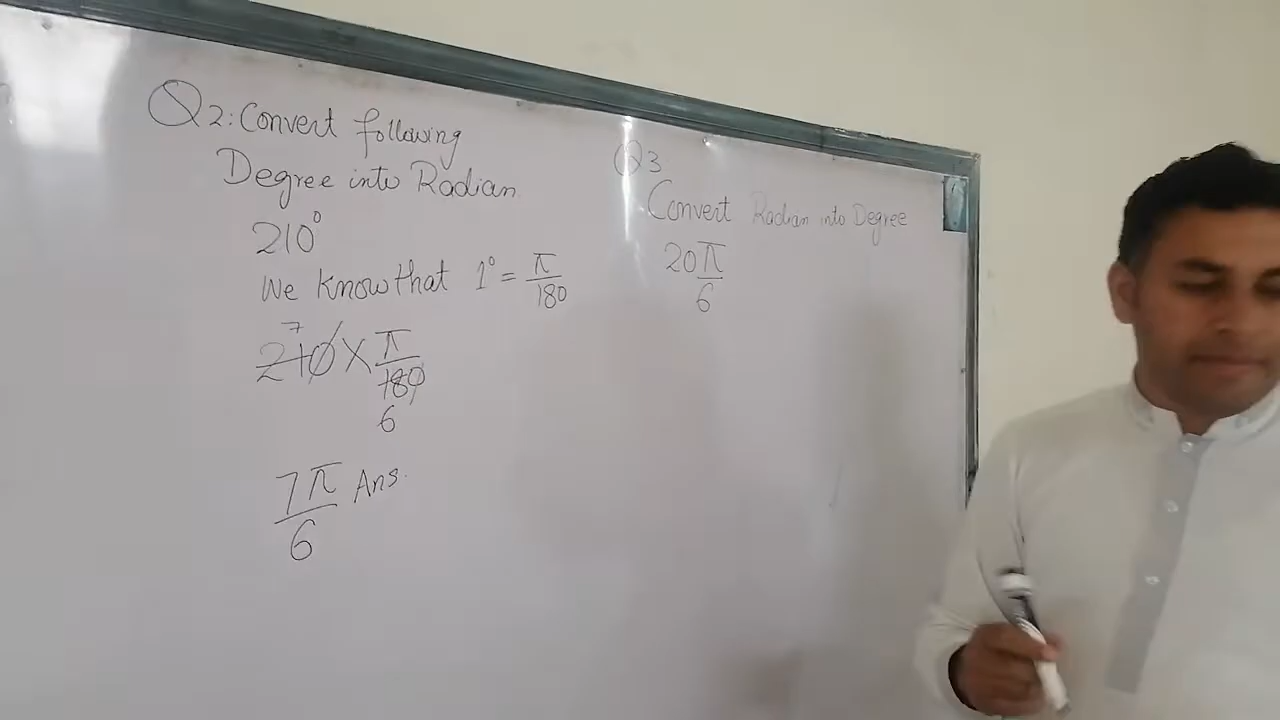 Q2: Convert following
Degree into Radian
210°
We know that 1° = π/180
7
210 X π/180
6
7π/6 Ans.
Q3
Convert Radian into Degree
20π/6